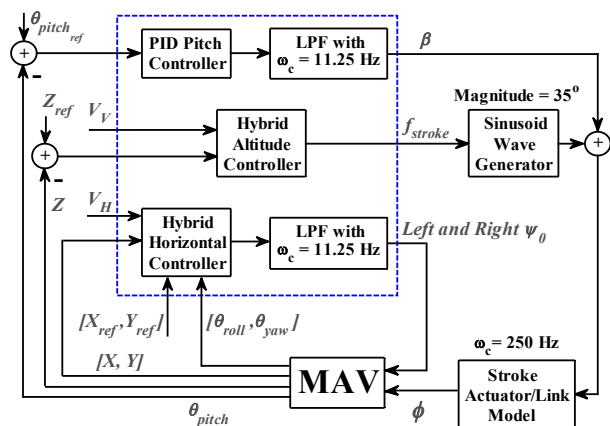 θpitch_ref
+
−
PID Pitch
Controller
LPF with
ωc = 11.25 Hz
β
Magnitude = 35°
Zref
VV
Hybrid
Altitude
Controller
fstroke
Sinusoid
Wave
Generator
+
+
−
Z
VH
Hybrid
Horizontal
Controller
LPF with
ωc = 11.25 Hz
Left and Right ψ0
[Xref,Yref]
[θroll,θyaw]
[X, Y]
ωc = 250 Hz
MAV
Stroke
Actuator/Link
Model
θpitch
ϕ